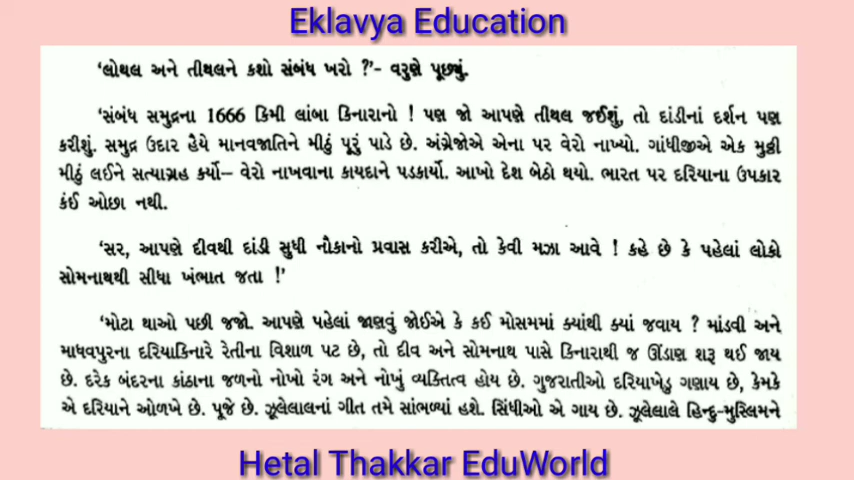 Eklavya Education
'લોથલ અને તીથલને કશો સંબંધ ખરો ?'– વરુણે પૂછ્યું.
'સંબંધ સમુદ્રના 1666 કિમી લાંબા કિનારાનો ! પણ જો આપણે તીથલ જઈશું, તો દાંડીનાં દર્શન પણ
કરીશું. સમુદ્ર ઉદાર હૈયે માનવજાતિને મીઠું પૂરું પાડે છે. અંગ્રેજોએ એના પર વેરો નાખ્યો. ગાંધીજીએ એક મુઠ્ઠી
મીઠું લઈને સત્યાગ્રહ કર્યો– વેરો નાખવાના કાયદાને પડકાર્યો. આખો દેશ બેઠો થયો. ભારત પર દરિયાના ઉપકાર
કંઈ ઓછા નથી.
'સર, આપણે દીવથી દાંડી સુધી નૌકાનો પ્રવાસ કરીએ, તો કેવી મઝા આવે ! કહે છે કે પહેલાં લોકો
સોમનાથથી સીધા ખંભાત જતા !'
'મોટા થાઓ પછી જજો. આપણે પહેલાં જાણવું જોઈએ કે કઈ મોસમમાં ક્યાંથી ક્યાં જવાય ? માંડવી અને
માધવપુરના દરિયાકિનારે રેતીના વિશાળ પટ છે, તો દીવ અને સોમનાથ પાસે કિનારાથી જ ઊંડાણ શરૂ થઈ જાય
છે. દરેક બંદરના કાંઠાના જળનો નોખો રંગ અને નોખું વ્યક્તિત્વ હોય છે. ગુજરાતીઓ દરિયાખેડુ ગણાય છે, કેમકે
એ દરિયાને ઓળખે છે. પૂજે છે. ઝૂલેલાલનાં ગીત તમે સાંભળ્યાં હશે. સિંધીઓ એ ગાય છે. ઝૂલેલાલે હિન્દુ-મુસ્લિમને
Hetal Thakkar EduWorld